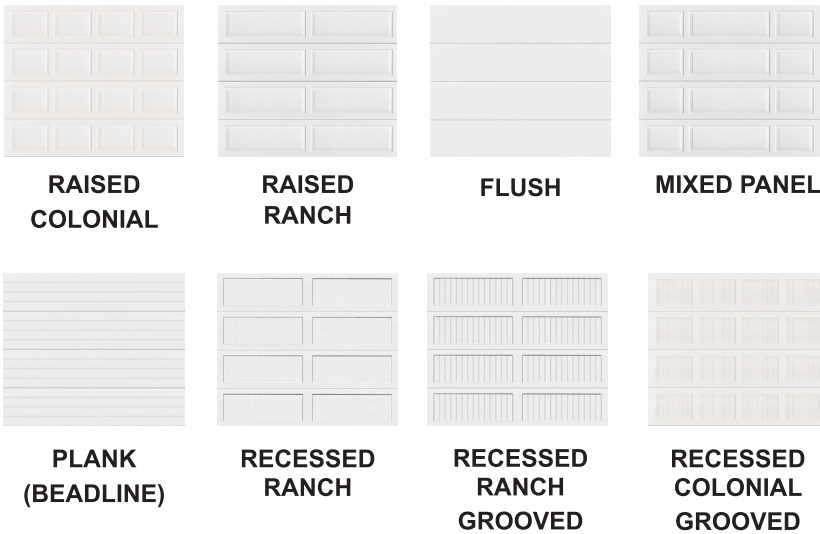 RAISED
COLONIAL
RAISED
RANCH
FLUSH
MIXED PANEL
PLANK
(BEADLINE)
RECESSED
RANCH
RECESSED
RANCH
GROOVED
RECESSED
COLONIAL
GROOVED